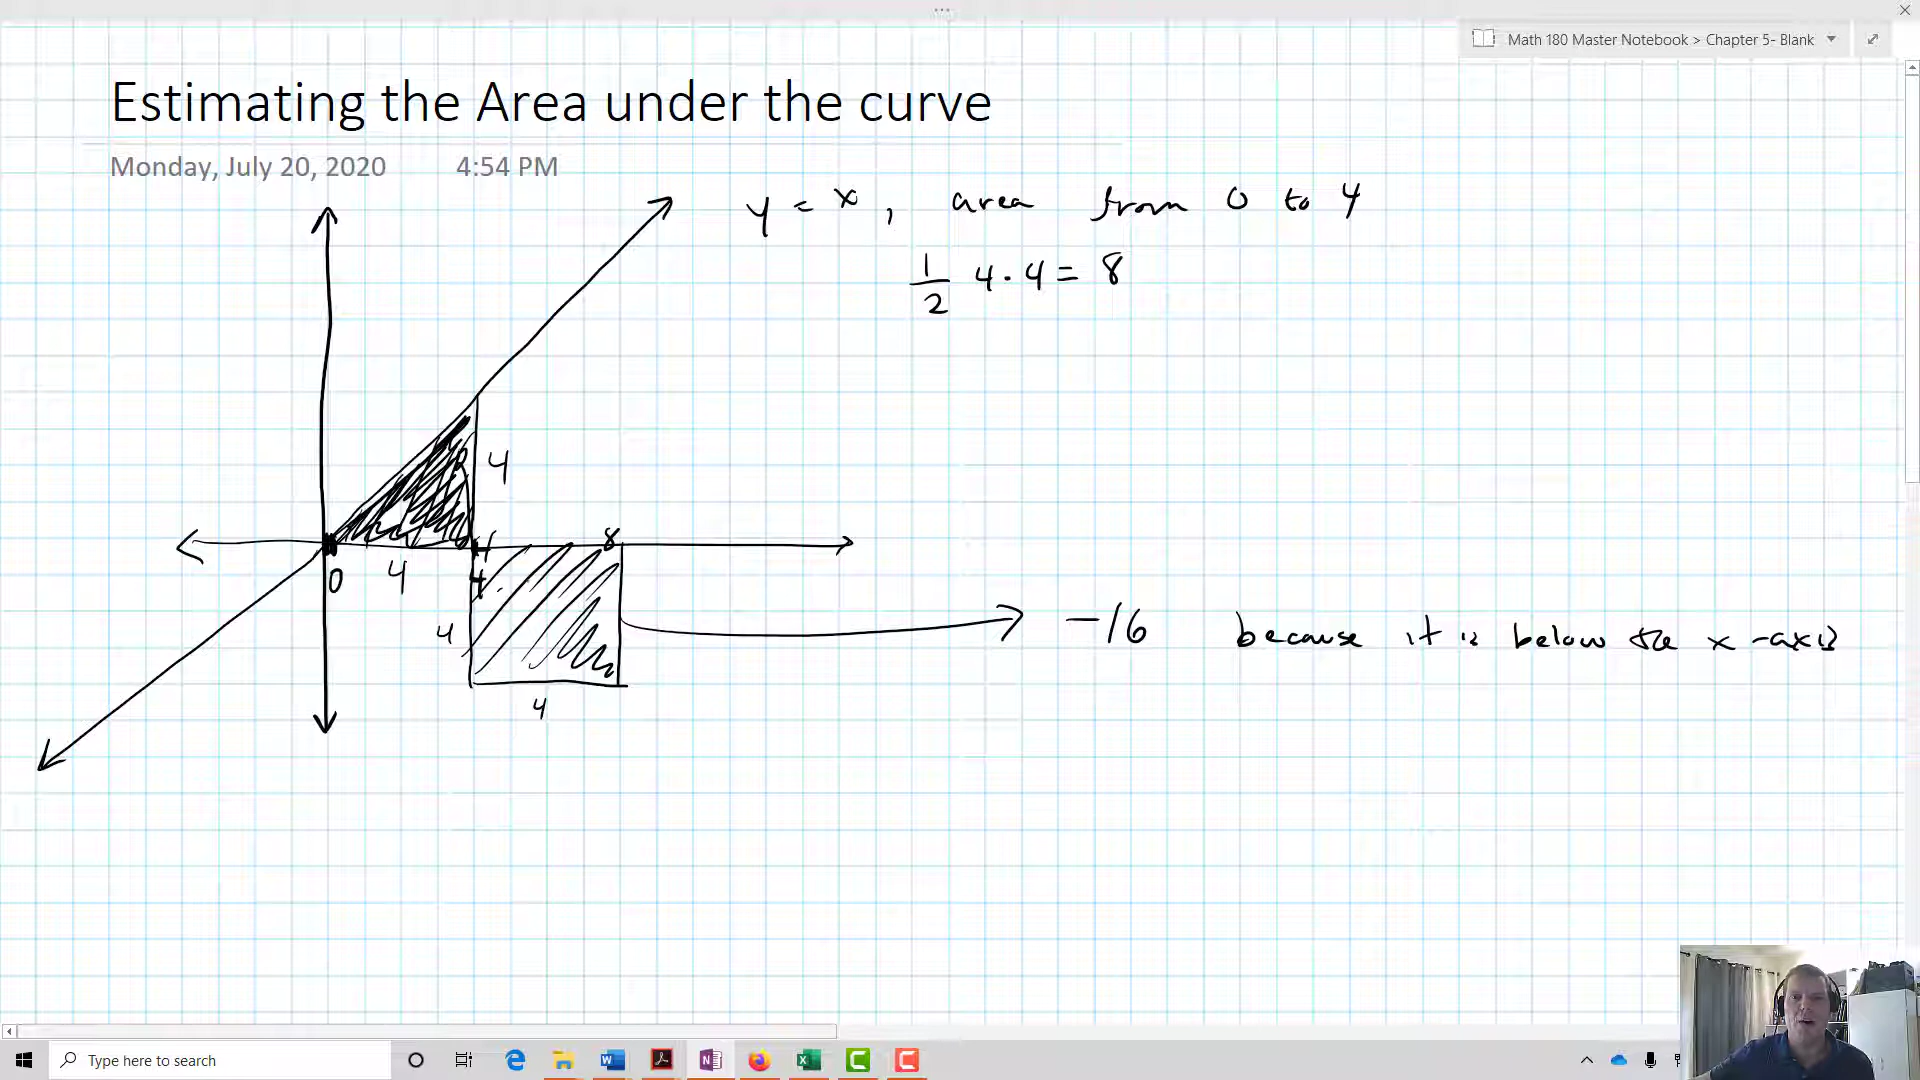 Math 180 Master Notebook > Chapter 5- Blank
Estimating the Area under the curve
Monday, July 20, 2020 4:54 PM
y = x, area from 0 to 4
1/2 4 · 4 = 8
4
8
0 4 4
4
4
-16 because it is below the x-axis
Type here to search